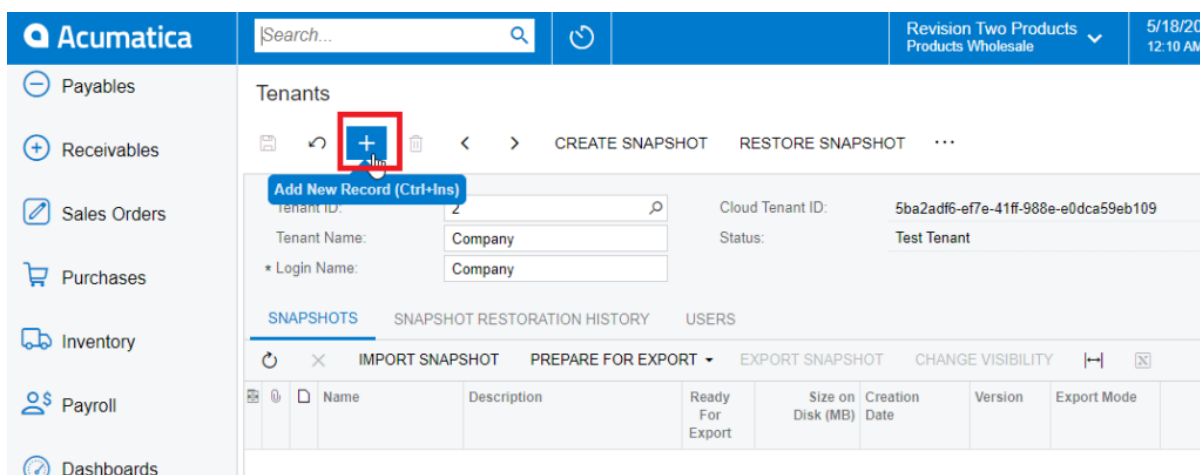 Acumatica
Search...
Revision Two Products
Products Wholesale
5/18/20
12:10 AM
Payables
Receivables
Sales Orders
Purchases
Inventory
Payroll
Dashboards
Tenants
CREATE SNAPSHOT RESTORE SNAPSHOT ...
Add New Record (Ctrl+Ins)
Tenant ID: 2 Cloud Tenant ID: 5ba2adf6-ef7e-41ff-988e-e0dca59eb109
Tenant Name: Company Status: Test Tenant
* Login Name: Company
SNAPSHOTS SNAPSHOT RESTORATION HISTORY USERS
IMPORT SNAPSHOT PREPARE FOR EXPORT EXPORT SNAPSHOT CHANGE VISIBILITY
Name Description Ready For Export Size on Disk (MB) Creation Date Version Export Mode